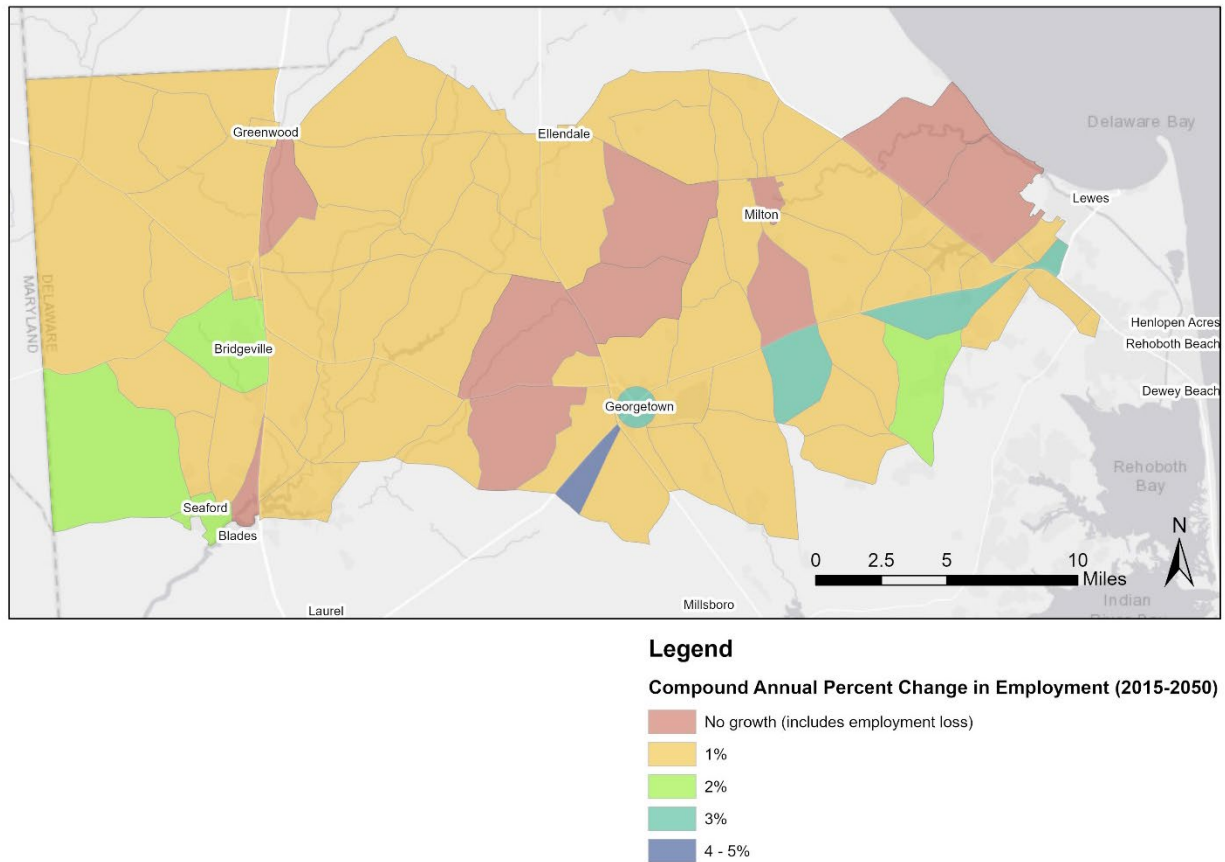 Delaware Bay
Greenwood
Ellendale
Lewes
Milton
DELAWARE
MARYLAND
Henlopen Acres
Bridgeville
Rehoboth Beach
Dewey Beach
Georgetown
Rehoboth
Bay
Seaford
Blades
N
0 2.5 5 10
Miles
Indian
Laurel
Millsboro
Legend
Compound Annual Percent Change in Employment (2015-2050)
No growth (includes employment loss)
1%
2%
3%
4 - 5%